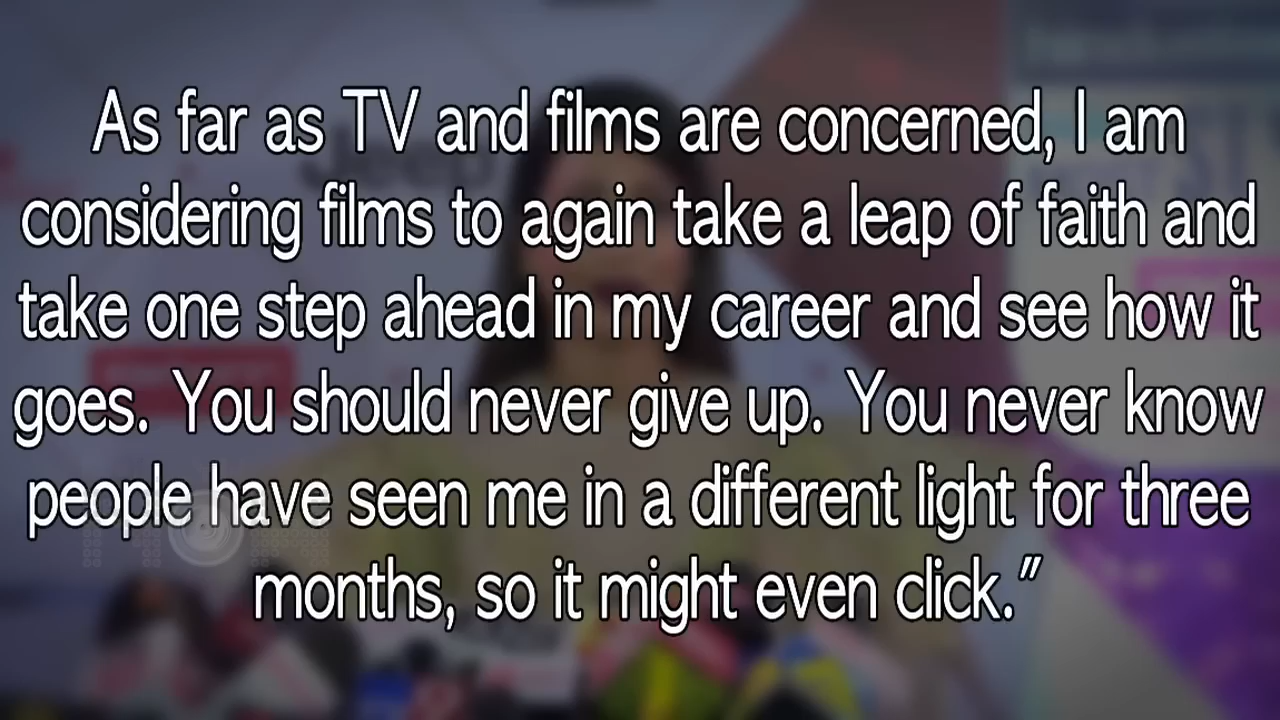 As far as TV and films are concerned, I am
considering films to again take a leap of faith and
take one step ahead in my career and see how it
goes. You should never give up. You never know
people have seen me in a different light for three
months, so it might even click.”